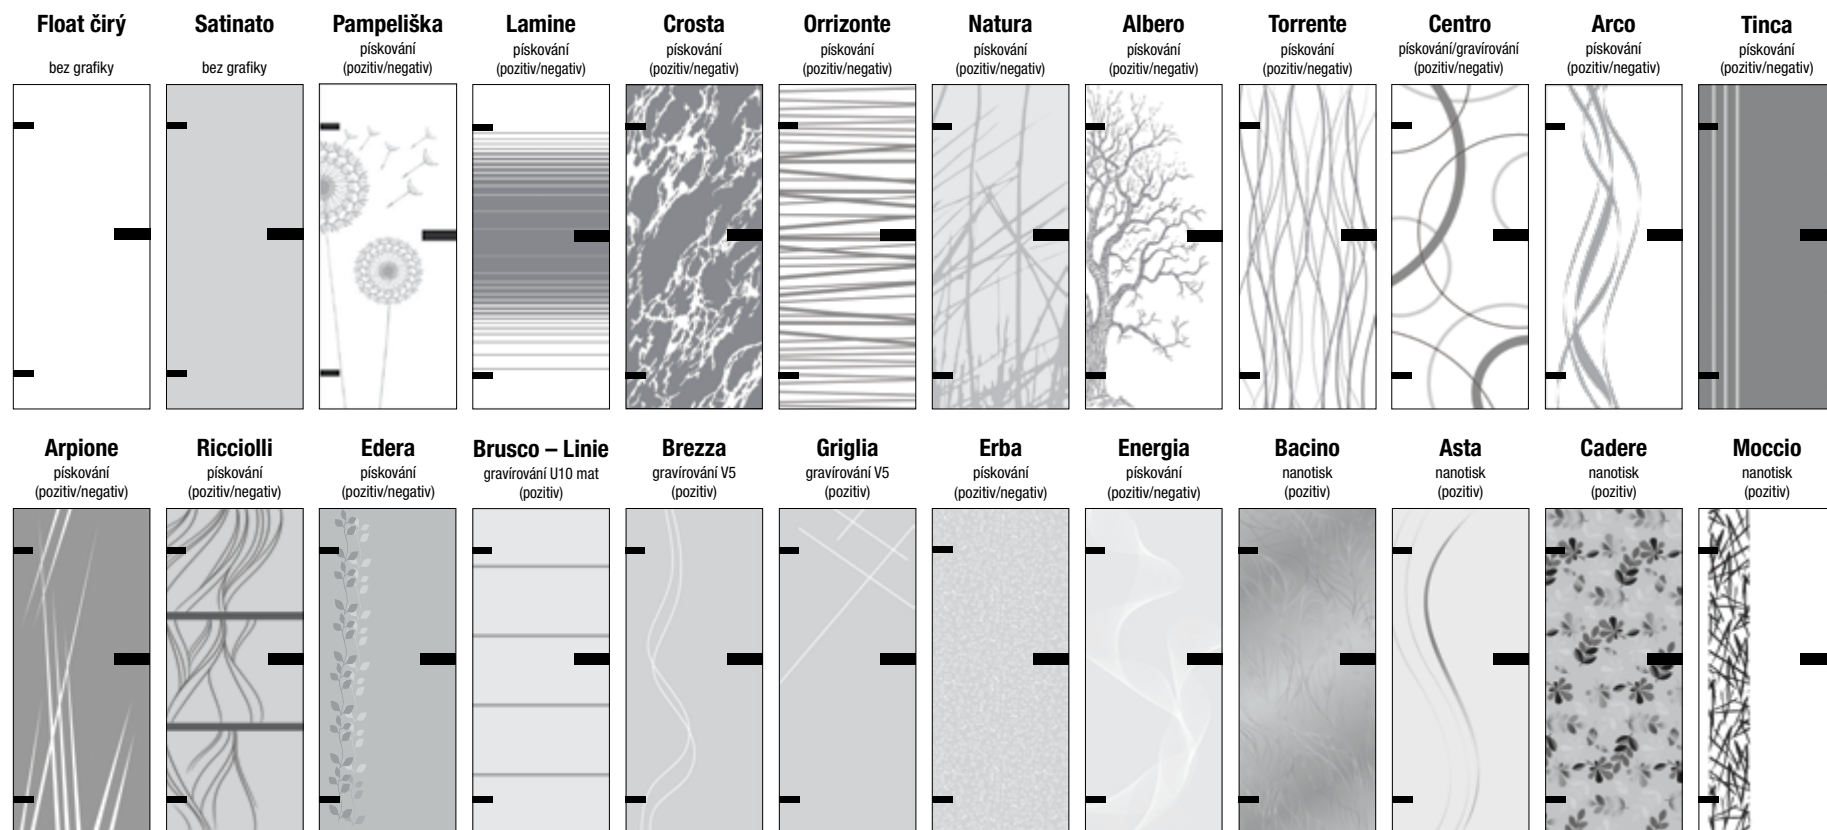 Float čirý
bez grafiky
Satinato
bez grafiky
Pampeliška
pískování
(pozitiv/negativ)
Lamine
pískování
(pozitiv/negativ)
Crosta
pískování
(pozitiv/negativ)
Orrizonte
pískování
(pozitiv/negativ)
Natura
pískování
(pozitiv/negativ)
Albero
pískování
(pozitiv/negativ)
Torrente
pískování
(pozitiv/negativ)
Centro
pískování/gravírování
(pozitiv/negativ)
Arco
pískování
(pozitiv/negativ)
Tinca
pískování
(pozitiv/negativ)
Arpione
pískování
(pozitiv/negativ)
Ricciolli
pískování
(pozitiv/negativ)
Edera
pískování
(pozitiv/negativ)
Brusco – Linie
gravírování U10 mat
(pozitiv)
Brezza
gravírování V5
(pozitiv)
Griglia
gravírování V5
(pozitiv)
Erba
pískování
(pozitiv/negativ)
Energia
pískování
(pozitiv/negativ)
Bacino
nanotisk
(pozitiv)
Asta
nanotisk
(pozitiv)
Cadere
nanotisk
(pozitiv)
Moccio
nanotisk
(pozitiv)